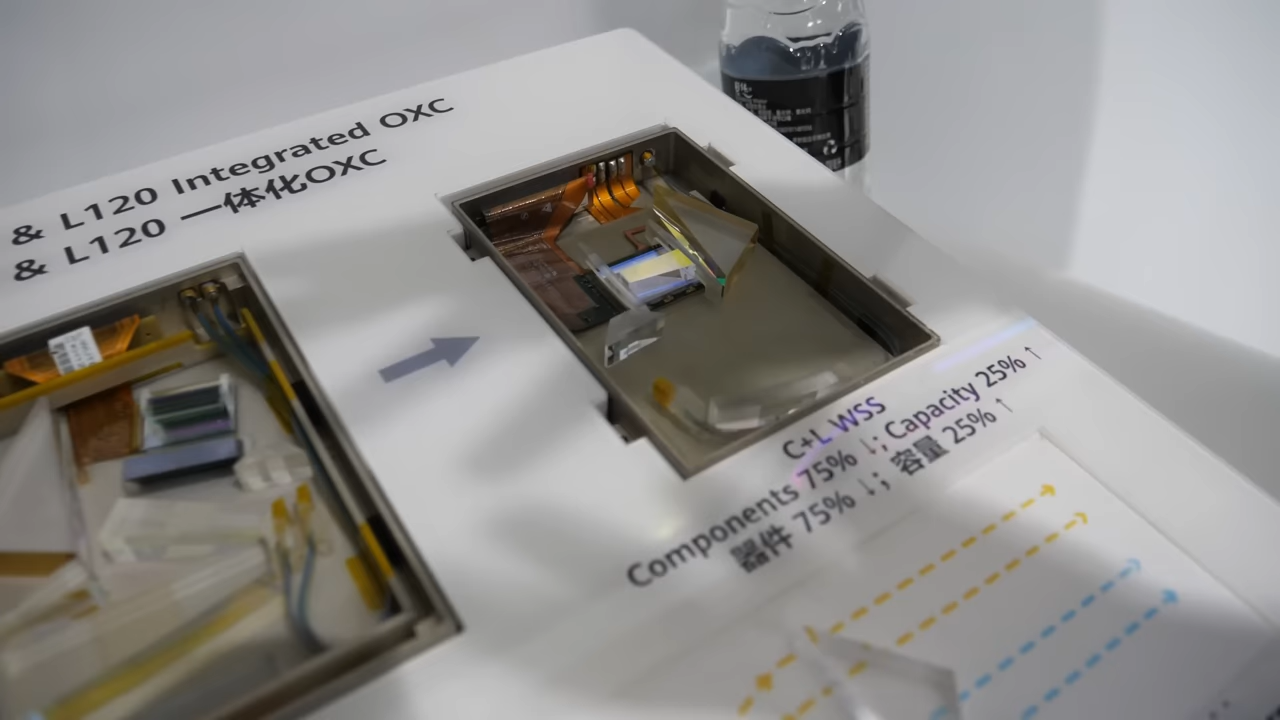 & L120 Integrated OXC
& L120 一体化OXC
C+L WSS
Components 75% ↓; Capacity 25% ↑
器件 75% ↓; 容量 25% ↑